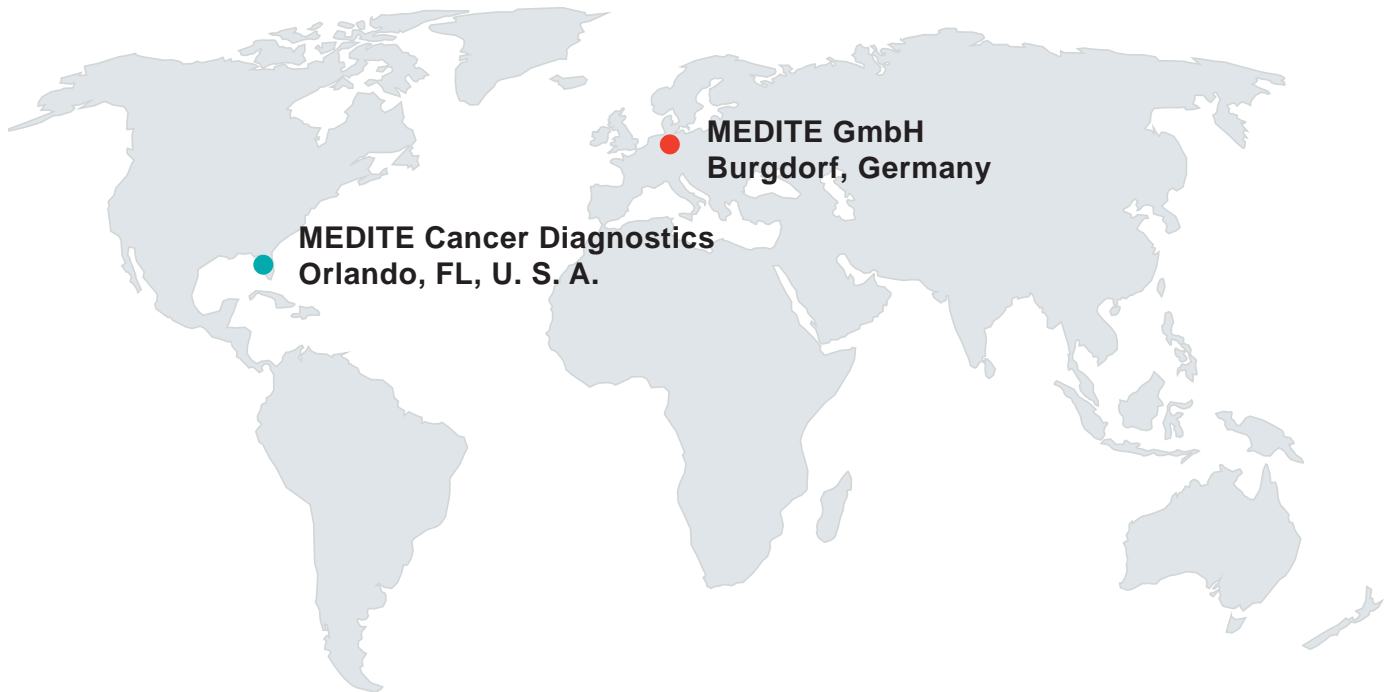 MEDITE GmbH
Burgdorf, Germany
MEDITE Cancer Diagnostics
Orlando, FL, U. S. A.